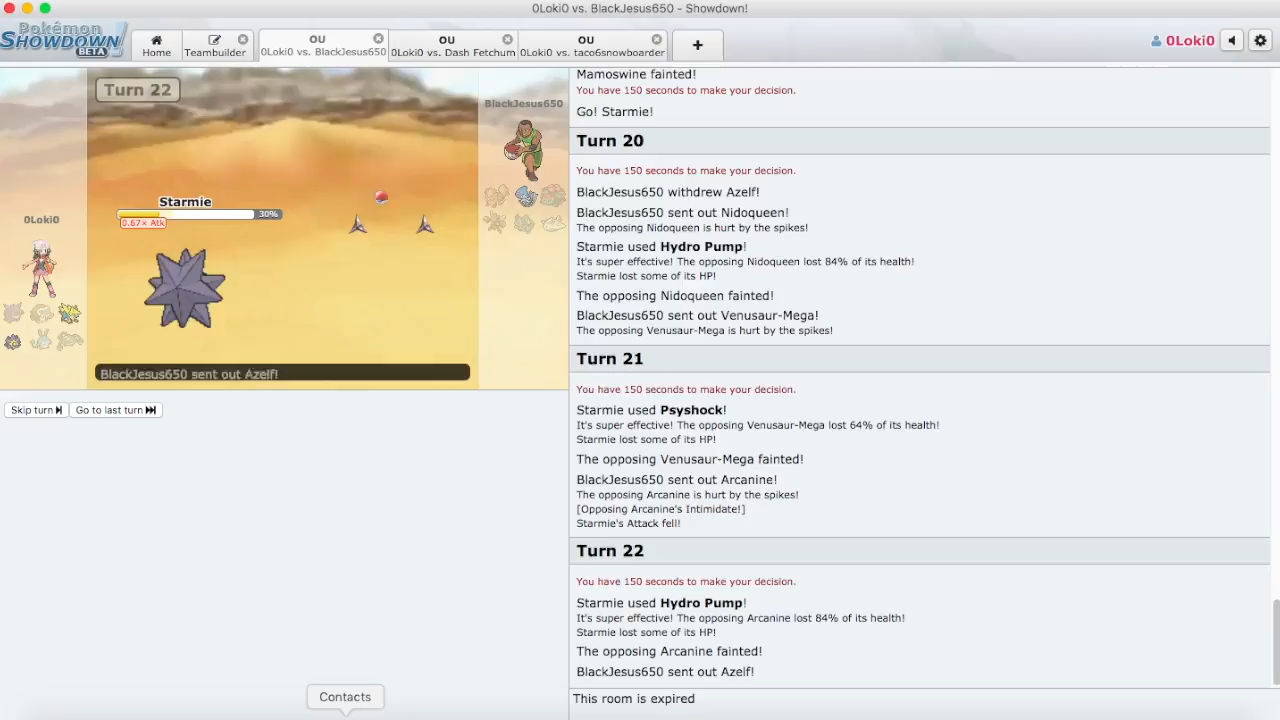 0Loki0 vs. BlackJesus650 - Showdown!
Pokémon
SHOWDOWN
BETA
Home
Teambuilder
OU
0Loki0 vs. BlackJesus650
OU
0Loki0 vs. Dash Fetchum
OU
0Loki0 vs. taco6snowboarder
+
0Loki0
Turn 22
BlackJesus650
Starmie
30%
0.67× Atk
0Loki0
BlackJesus650 sent out Azelf!
Skip turn
Go to last turn
Mamoswine fainted!
You have 150 seconds to make your decision.
Go! Starmie!
Turn 20
You have 150 seconds to make your decision.
BlackJesus650 withdrew Azelf!
BlackJesus650 sent out Nidoqueen!
The opposing Nidoqueen is hurt by the spikes!
Starmie used Hydro Pump!
It's super effective! The opposing Nidoqueen lost 84% of its health!
Starmie lost some of its HP!
The opposing Nidoqueen fainted!
BlackJesus650 sent out Venusaur-Mega!
The opposing Venusaur-Mega is hurt by the spikes!
Turn 21
You have 150 seconds to make your decision.
Starmie used Psyshock!
It's super effective! The opposing Venusaur-Mega lost 64% of its health!
Starmie lost some of its HP!
The opposing Venusaur-Mega fainted!
BlackJesus650 sent out Arcanine!
The opposing Arcanine is hurt by the spikes!
[Opposing Arcanine's Intimidate!]
Starmie's Attack fell!
Turn 22
You have 150 seconds to make your decision.
Starmie used Hydro Pump!
It's super effective! The opposing Arcanine lost 84% of its health!
Starmie lost some of its HP!
The opposing Arcanine fainted!
BlackJesus650 sent out Azelf!
This room is expired
Contacts